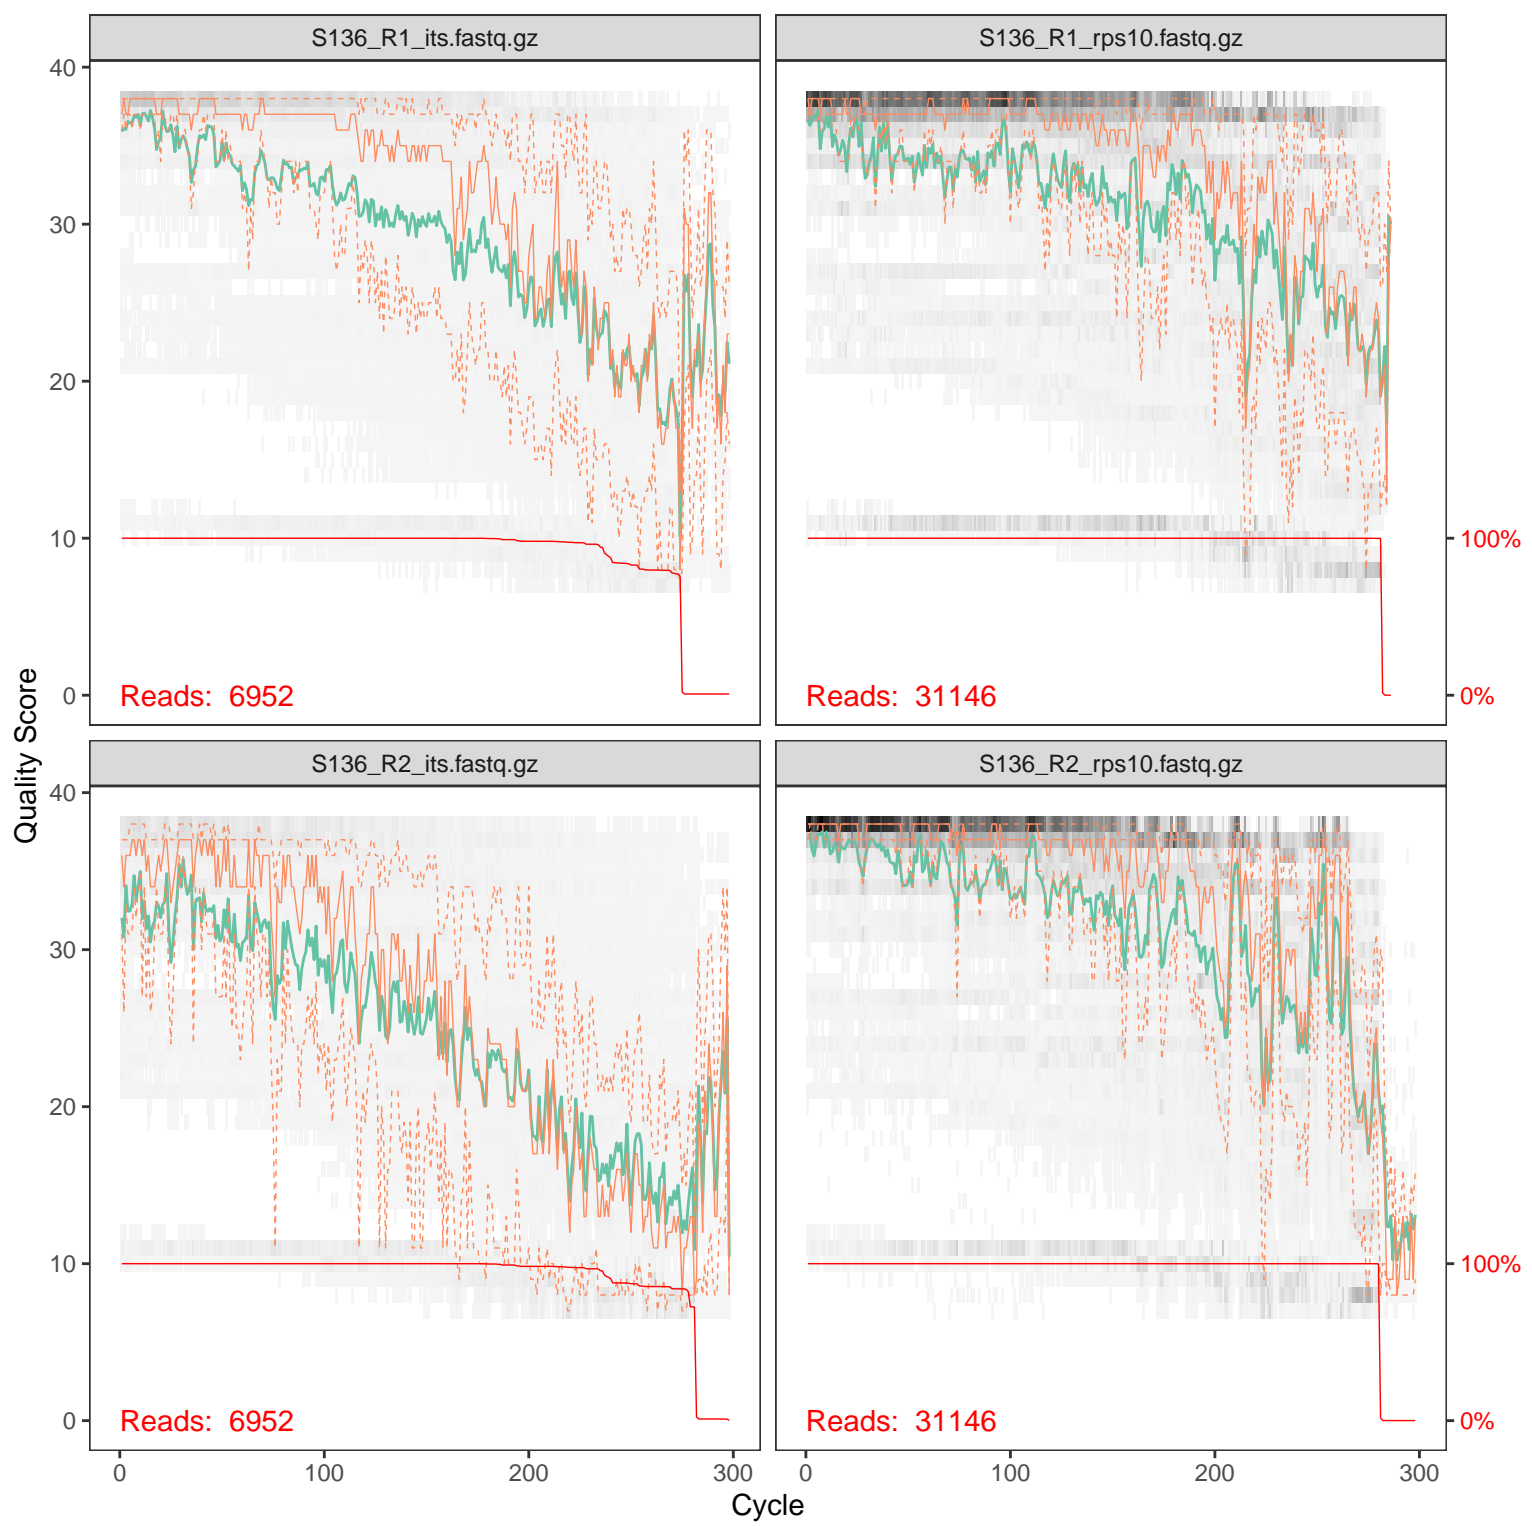 S136_R1_its.fastq.gz
S136_R1_rps10.fastq.gz
40
30
20
10
0
Reads: 6952
Reads: 31146
100%
0%
Quality Score
S136_R2_its.fastq.gz
S136_R2_rps10.fastq.gz
40
30
20
10
0
Reads: 6952
Reads: 31146
100%
0%
0 100 200 300
0 100 200 300
Cycle